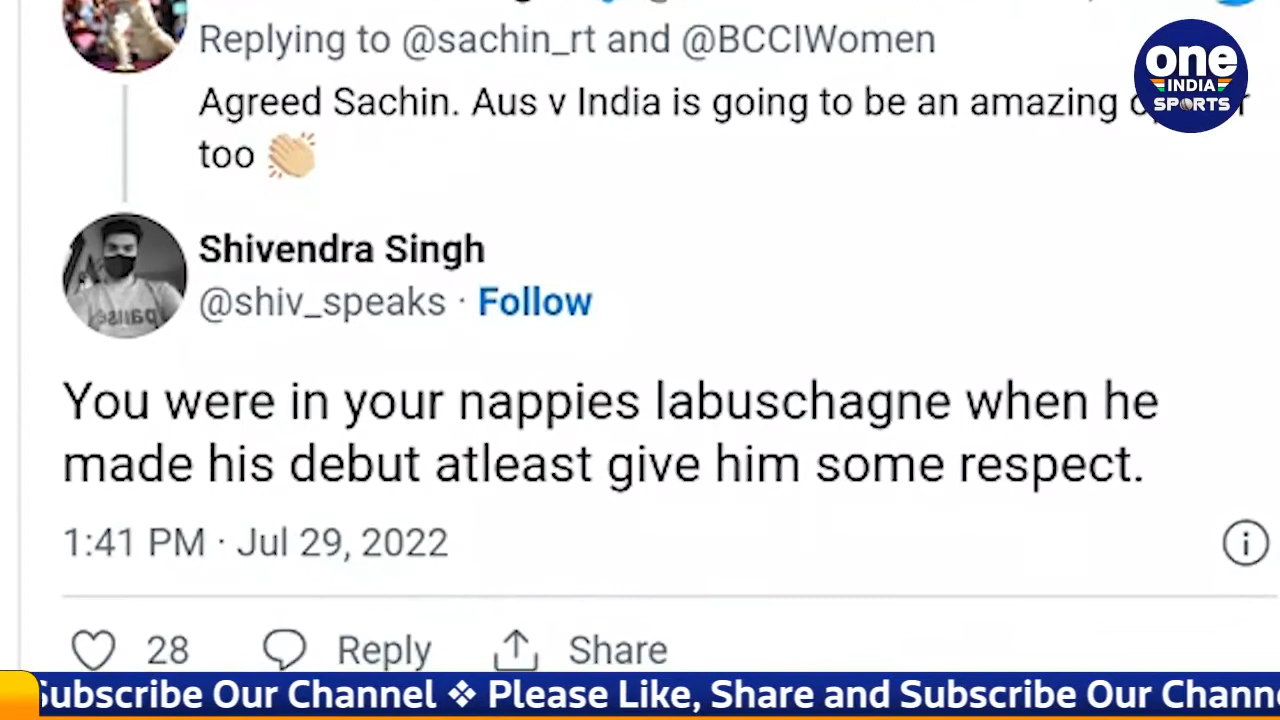 Replying to @sachin_rt and @BCCIWomen
Agreed Sachin. Aus v India is going to be an amazing
too
one
INDIA
SPORTS
Shivendra Singh
@shiv_speaks · Follow
You were in your nappies labuschagne when he
made his debut atleast give him some respect.
1:41 PM · Jul 29, 2022
28 Reply Share
Subscribe Our Channel ❖ Please Like, Share and Subscribe Our